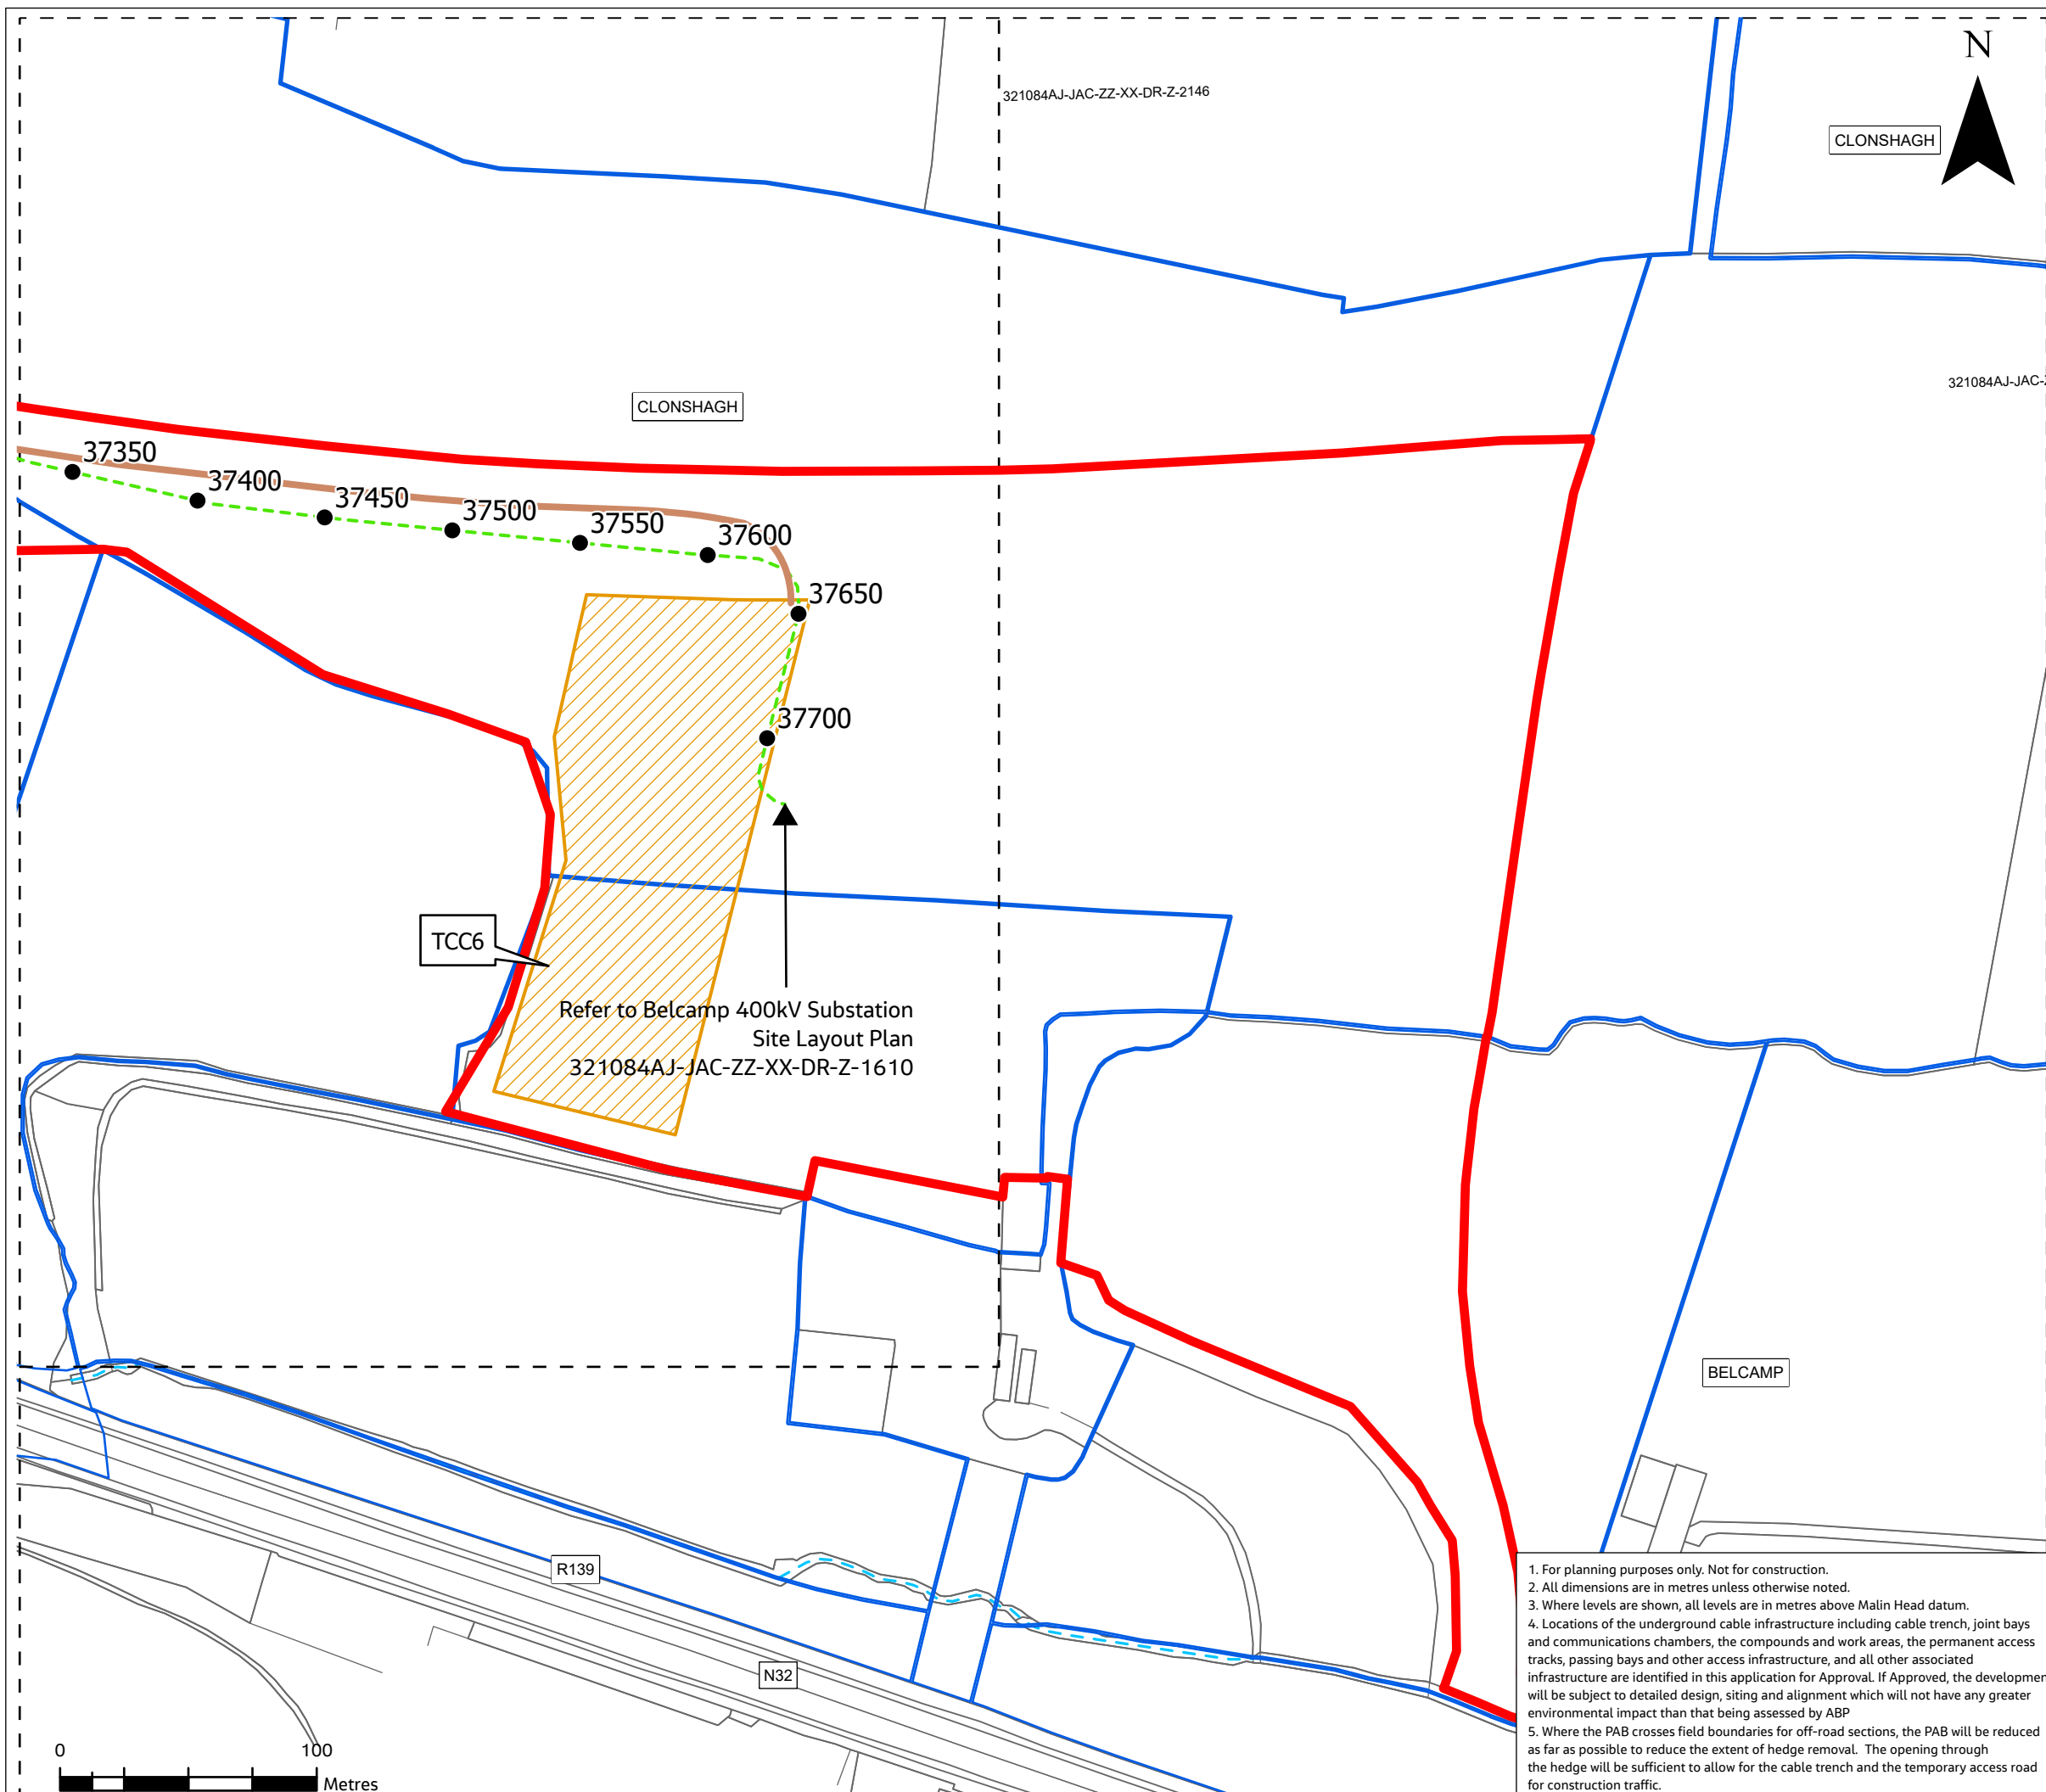 N
321084AJ-JAC-ZZ-XX-DR-Z-2146
CLONSHAGH
321084AJ-JAC-
CLONSHAGH
37350
37400
37450
37500
37550
37600
37650
37700
TCC6
Refer to Belcamp 400kV Substation
Site Layout Plan
321084AJ-JAC-ZZ-XX-DR-Z-1610
BELCAMP
R139
N32
0 100
Metres
1. For planning purposes only. Not for construction.
2. All dimensions are in metres unless otherwise noted.
3. Where levels are shown, all levels are in metres above Malin Head datum.
4. Locations of the underground cable infrastructure including cable trench, joint bays
and communications chambers, the compounds and work areas, the permanent access
tracks, passing bays and other access infrastructure, and all other associated
infrastructure are identified in this application for Approval. If Approved, the developmen
will be subject to detailed design, siting and alignment which will not have any greater
environmental impact than that being assessed by ABP
5. Where the PAB crosses field boundaries for off-road sections, the PAB will be reduced
as far as possible to reduce the extent of hedge removal. The opening through
the hedge will be sufficient to allow for the cable trench and the temporary access road
for construction traffic.